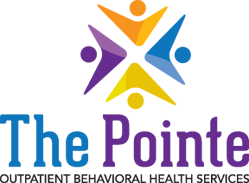 The Pointe
OUTPATIENT BEHAVIORAL HEALTH SERVICES